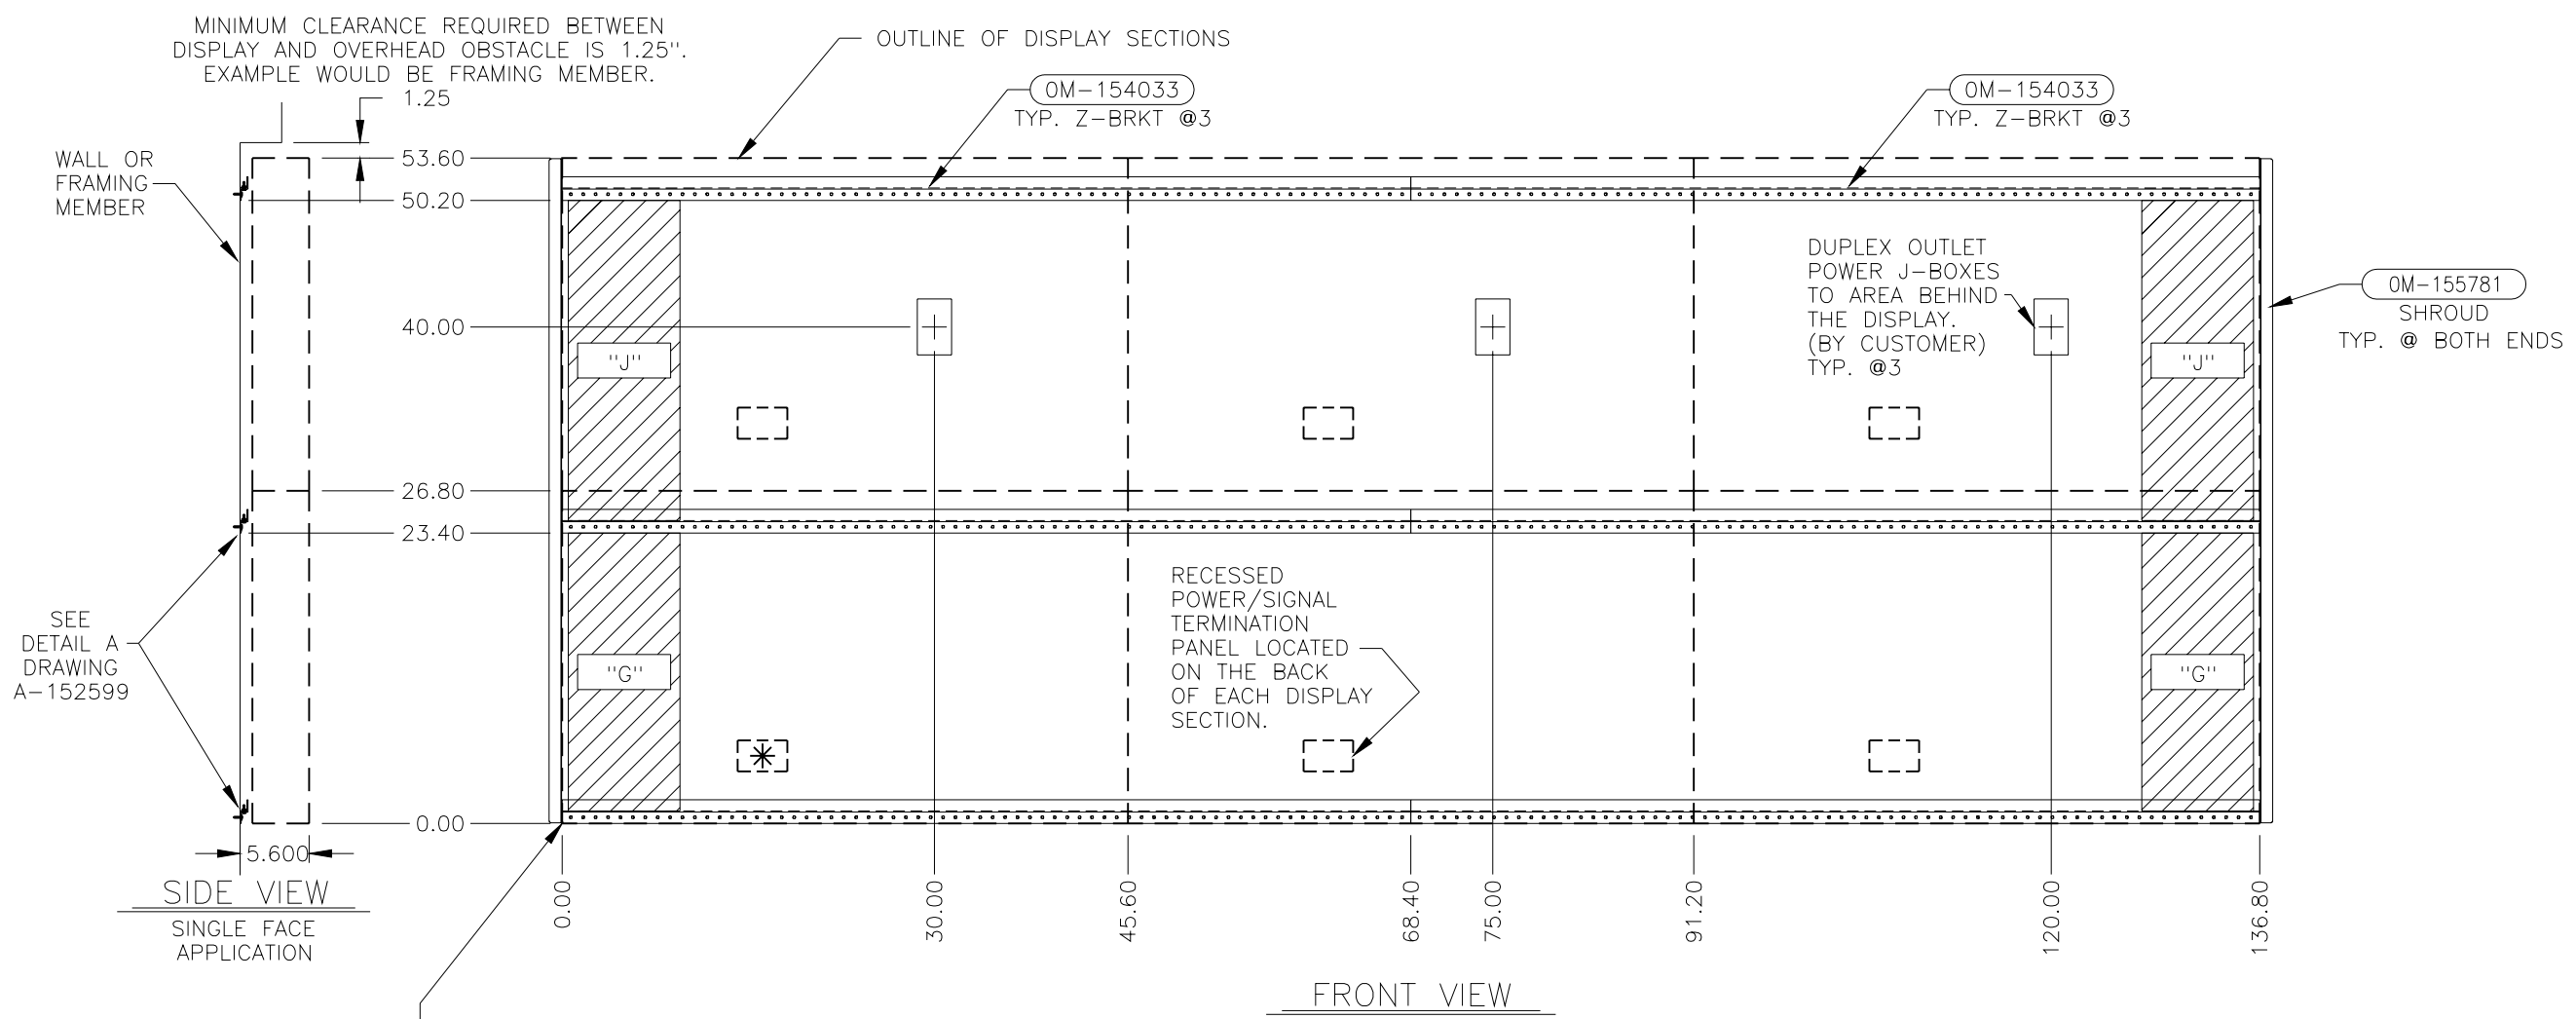 MINIMUM CLEARANCE REQUIRED BETWEEN
DISPLAY AND OVERHEAD OBSTACLE IS 1.25".
EXAMPLE WOULD BE FRAMING MEMBER.
1.25
OUTLINE OF DISPLAY SECTIONS
0M-154033
TYP. Z-BRKT @3
0M-154033
TYP. Z-BRKT @3
WALL OR
FRAMING
MEMBER
53.60
50.20
40.00
26.80
23.40
0.00
DUPLEX OUTLET
POWER J-BOXES
TO AREA BEHIND
THE DISPLAY.
(BY CUSTOMER)
TYP. @3
0M-155781
SHROUD
TYP. @ BOTH ENDS
"J"
"J"
"G"
"G"
RECESSED
POWER/SIGNAL
TERMINATION
PANEL LOCATED
ON THE BACK
OF EACH DISPLAY
SECTION.
SEE
DETAIL A
DRAWING
A-152599
5.600
SIDE VIEW
SINGLE FACE
APPLICATION
0.00
30.00
45.60
68.40
75.00
91.20
120.00
136.80
FRONT VIEW